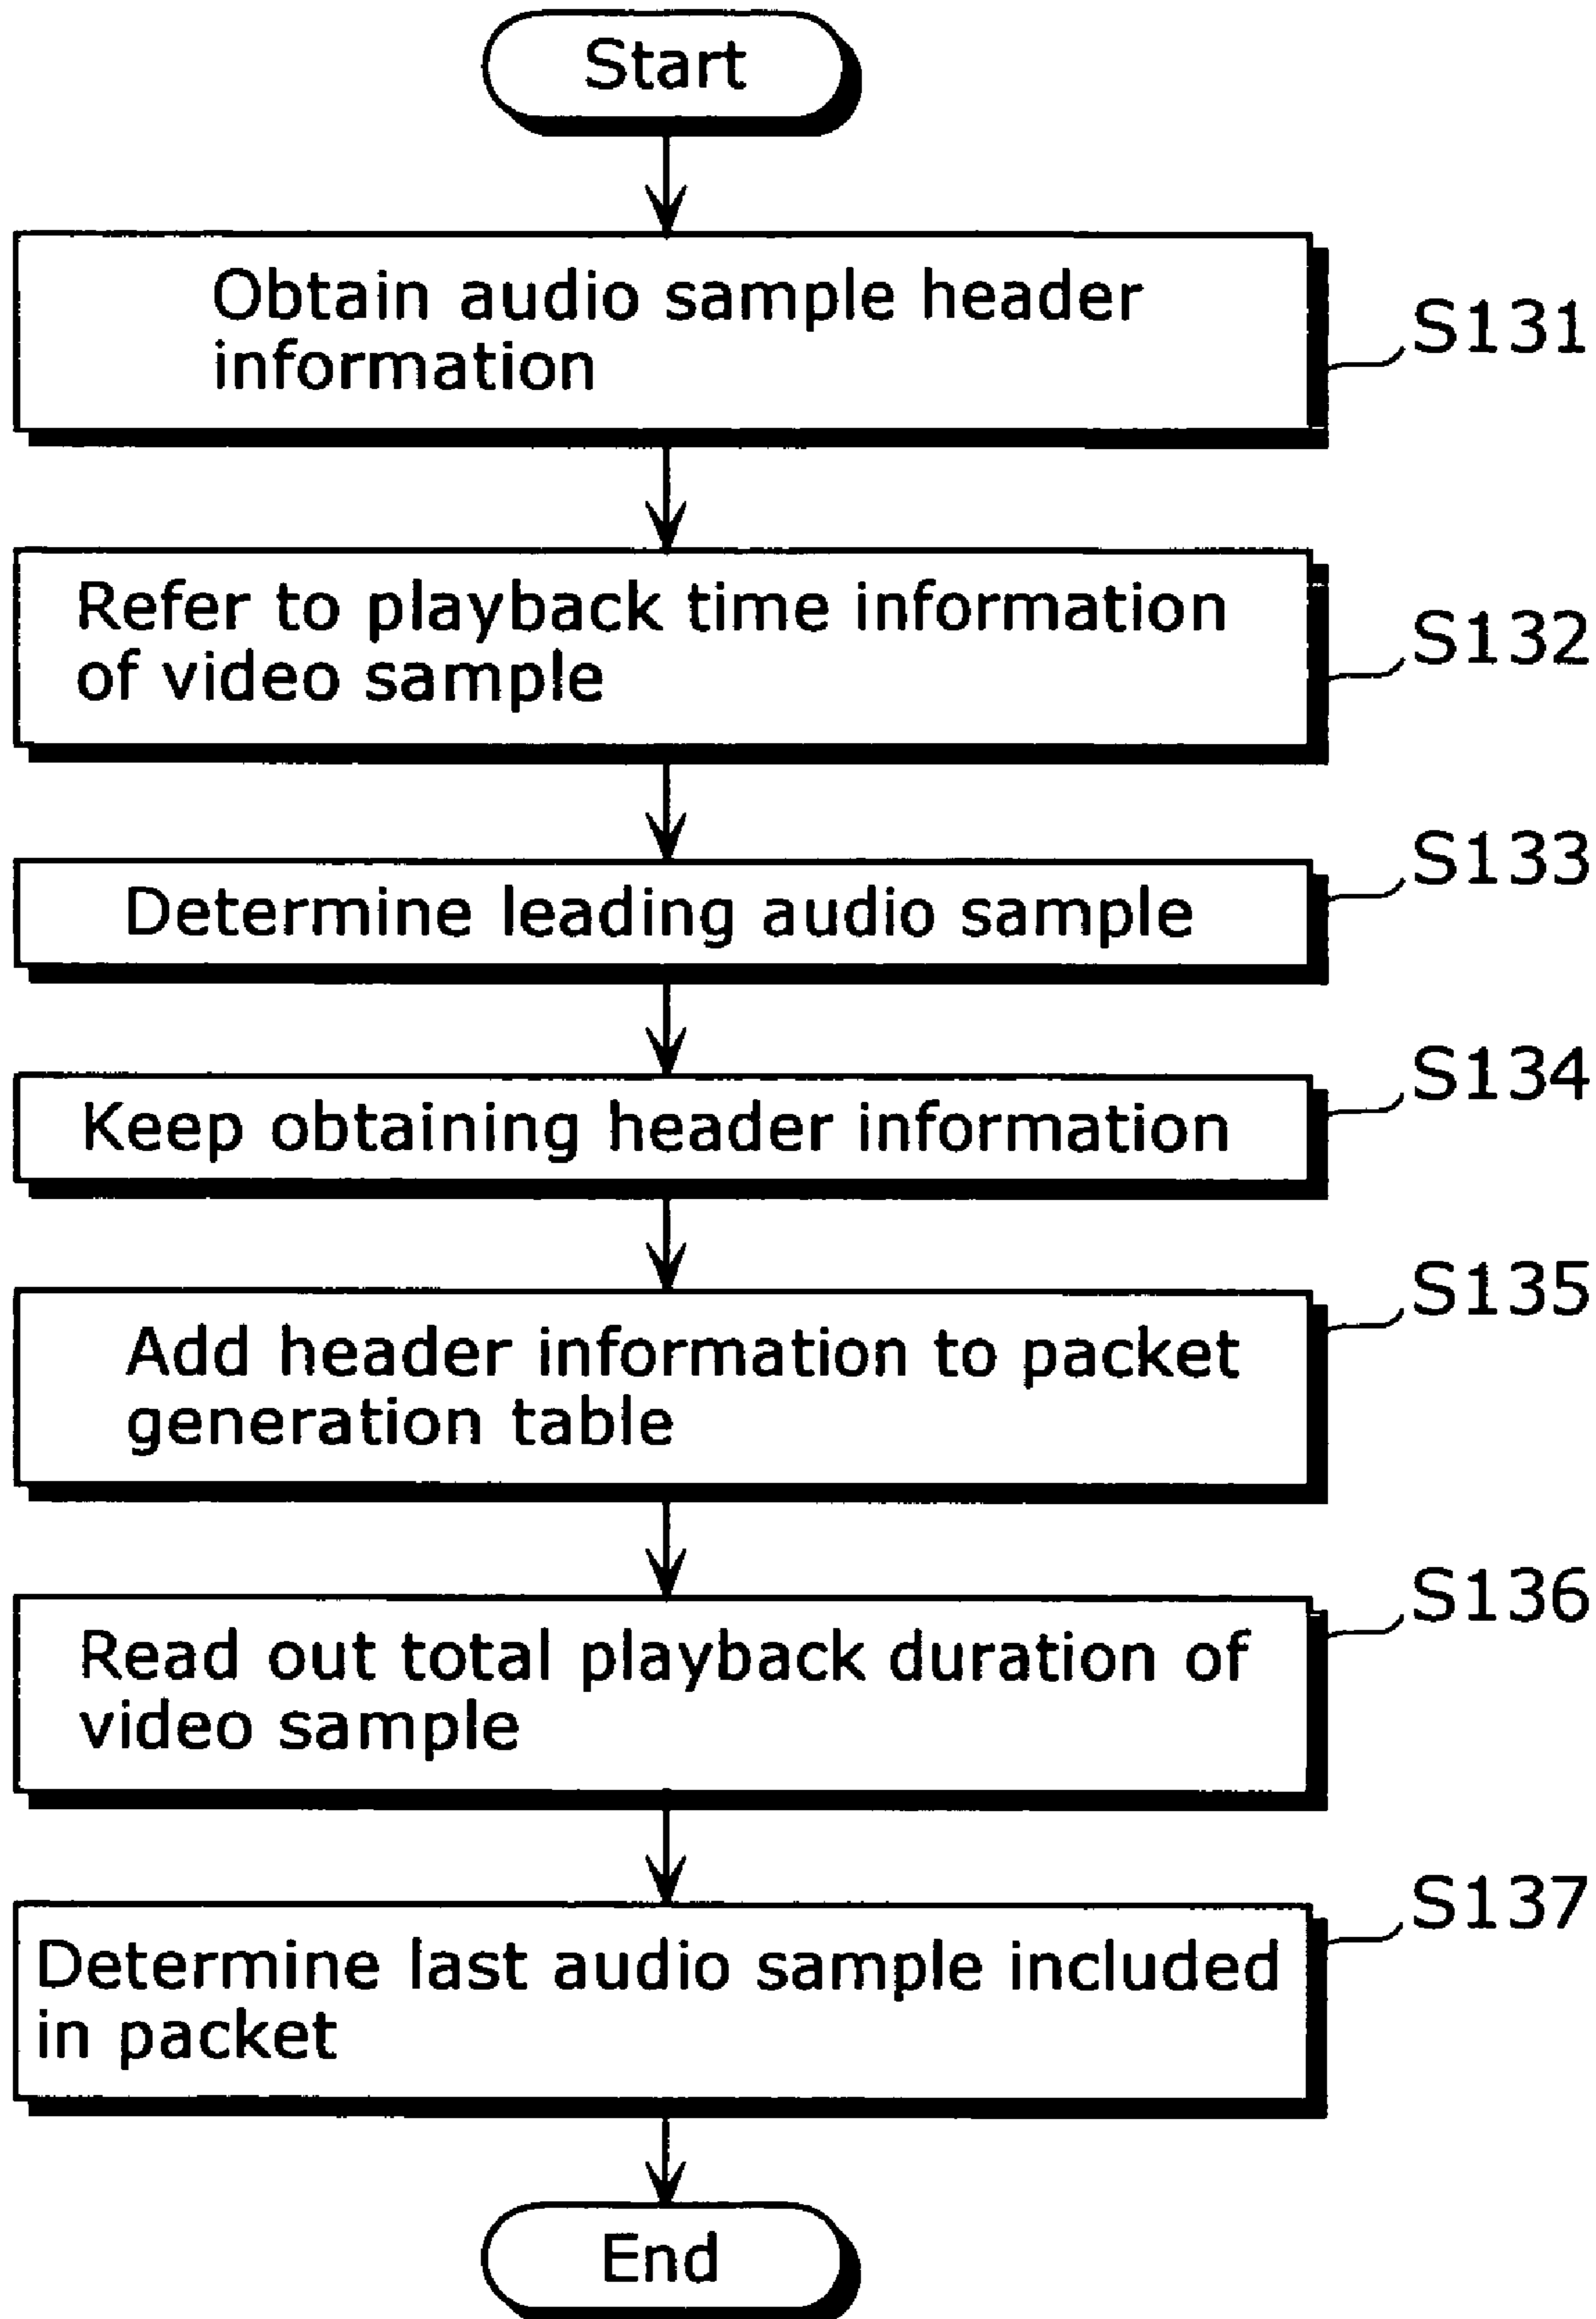 Start
Obtain audio sample header
information
S131
Refer to playback time information
of video sample
S132
Determine leading audio sample
S133
Keep obtaining header information
S134
Add header information to packet
generation table
S135
Read out total playback duration of
video sample
S136
Determine last audio sample included
in packet
S137
End